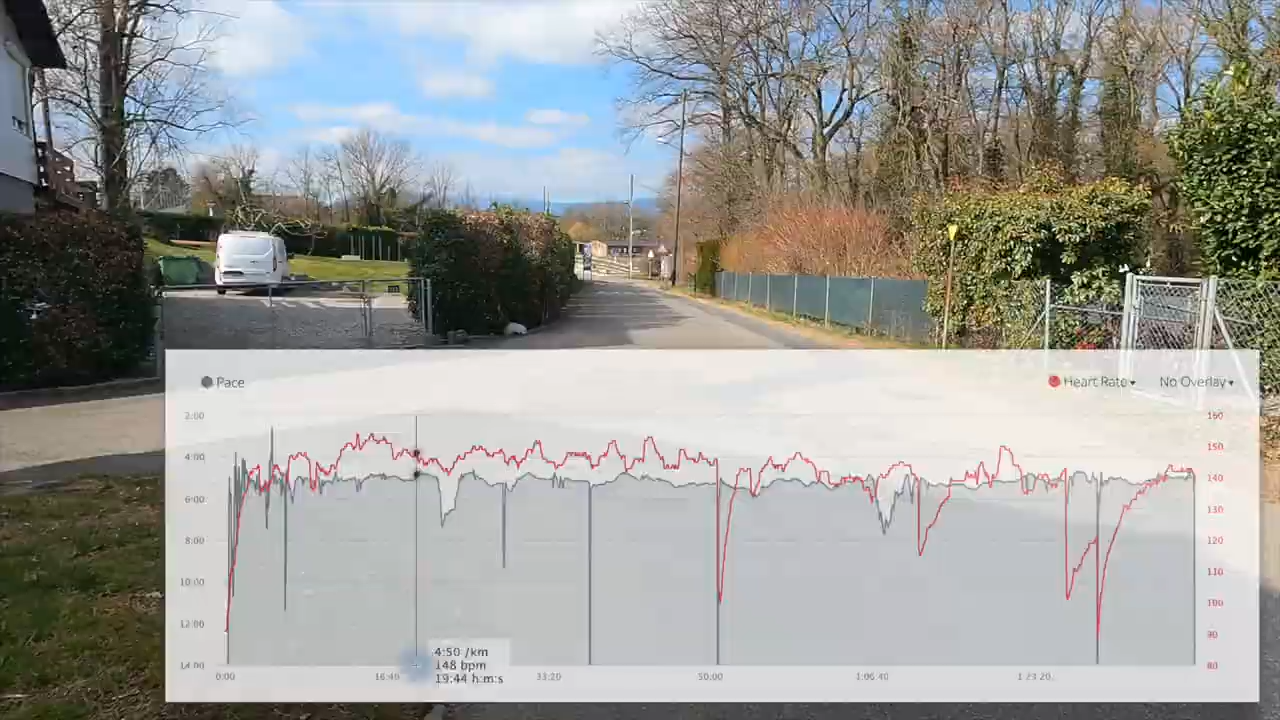 Pace
Heart Rate▾ No Overlay▾
2:00 160
150
4:00
140
6:00
130
8:00 120
110
10:00
100
12:00
90
14:00 80
4:50 /km
148 bpm
19:44 h:m:s
0:00 16:40 33:20 50:00 1:06:40 1:23:20